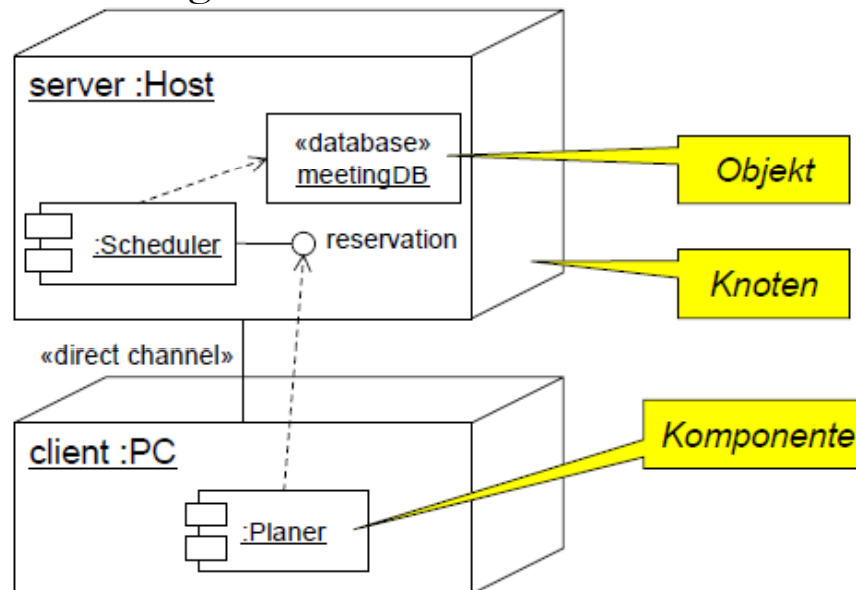 server :Host
«database»
meetingDB
Objekt
:Scheduler
reservation
Knoten
«direct channel»
client :PC
Komponente
:Planer